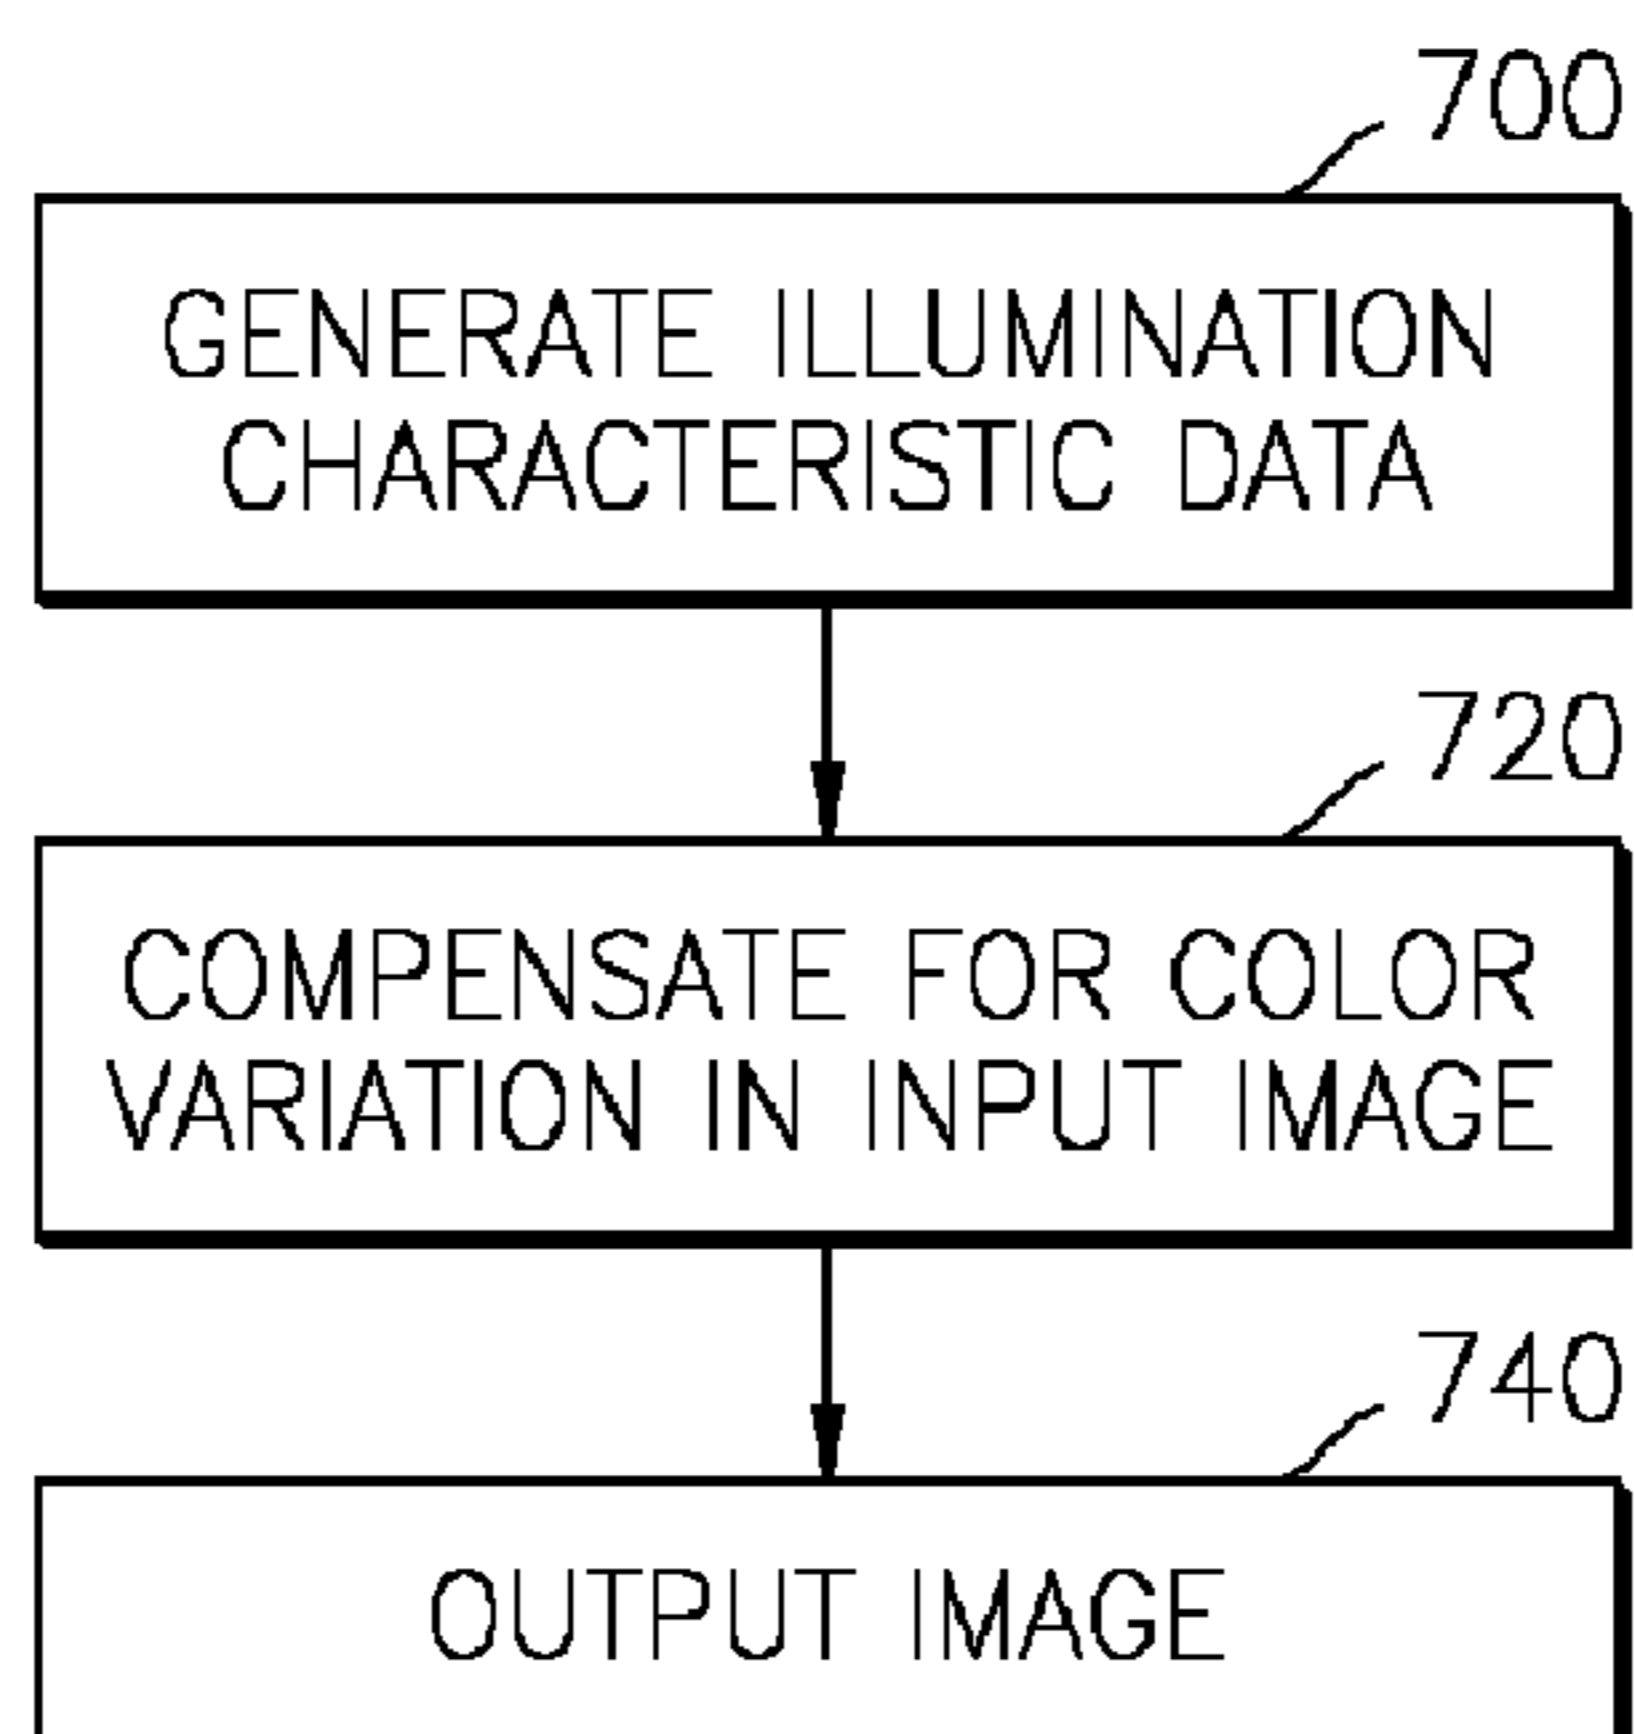 700
GENERATE ILLUMINATION
CHARACTERISTIC DATA
720
COMPENSATE FOR COLOR
VARIATION IN INPUT IMAGE
740
OUTPUT IMAGE